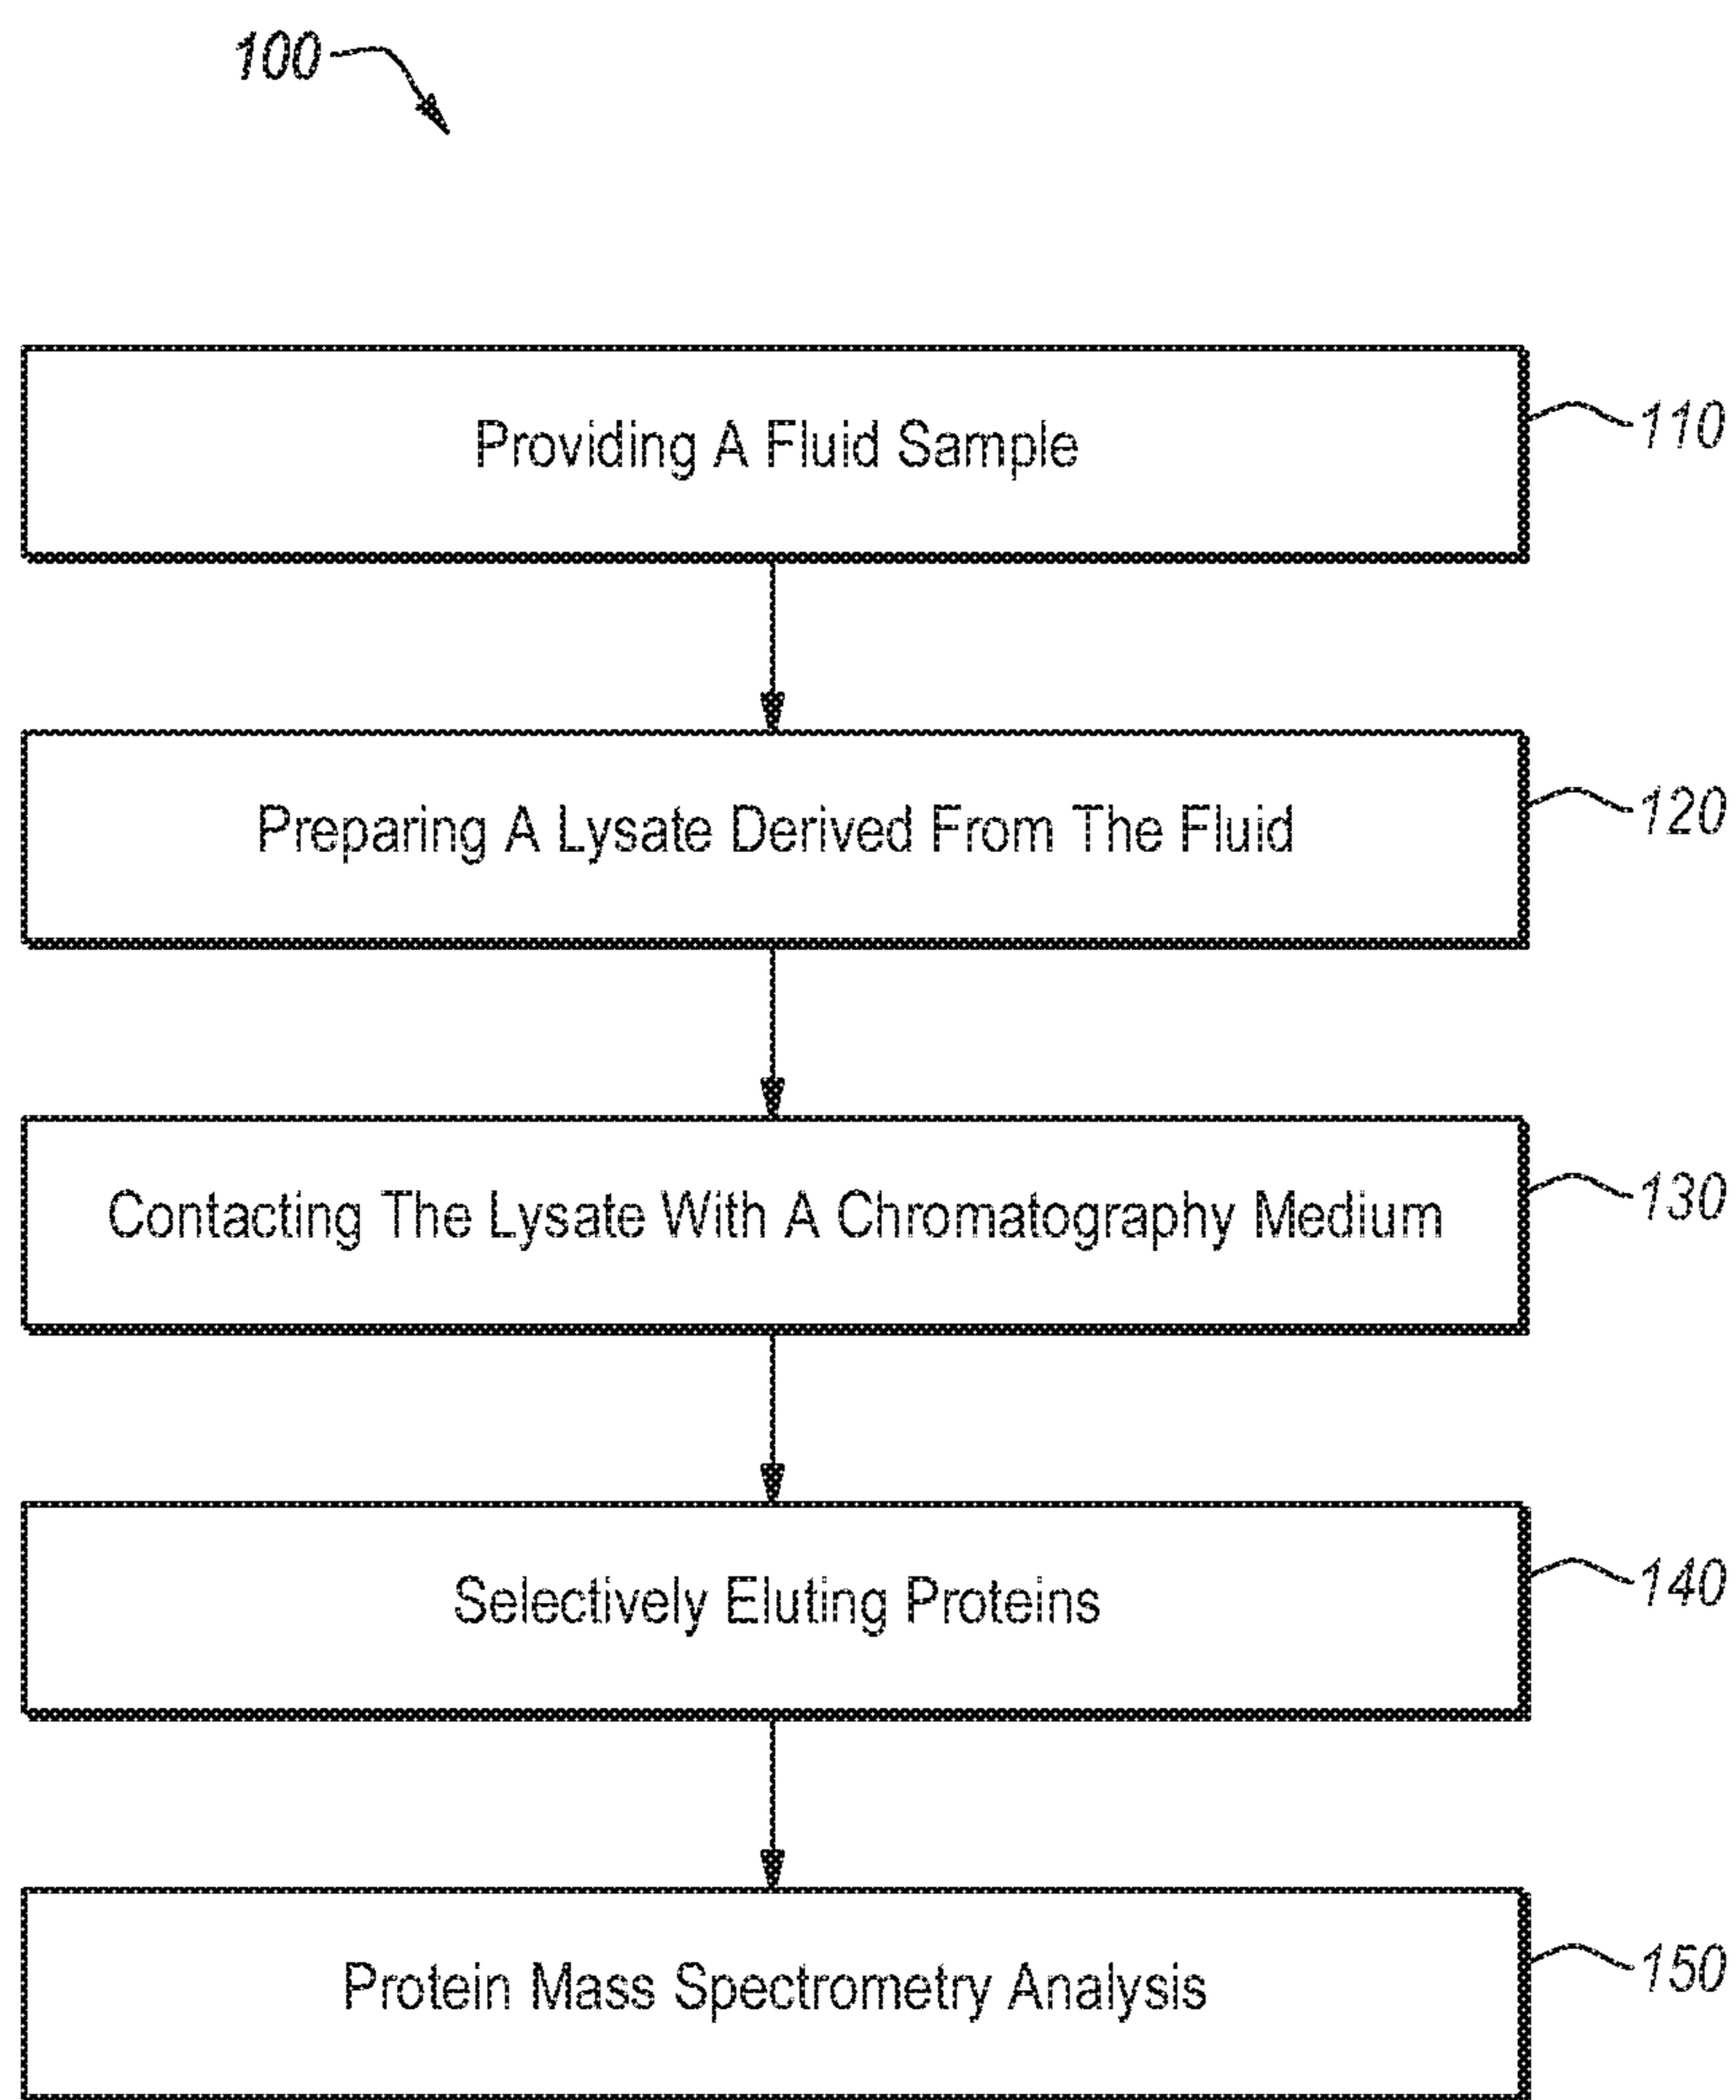 100
Providing A Fluid Sample
110
Preparing A Lysate Derived From The Fluid
120
Contacting The Lysate With A Chromatography Medium
130
Selectively Eluting Proteins
140
Protein Mass Spectrometry Analysis
150